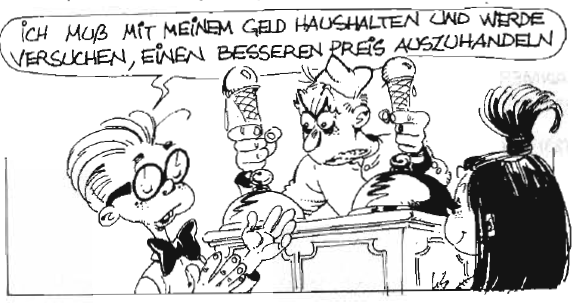 ICH MUß MIT MEINEM GELD HAUSHALTEN UND WERDE
VERSUCHEN, EINEN BESSEREN PREIS AUSZUHANDELN